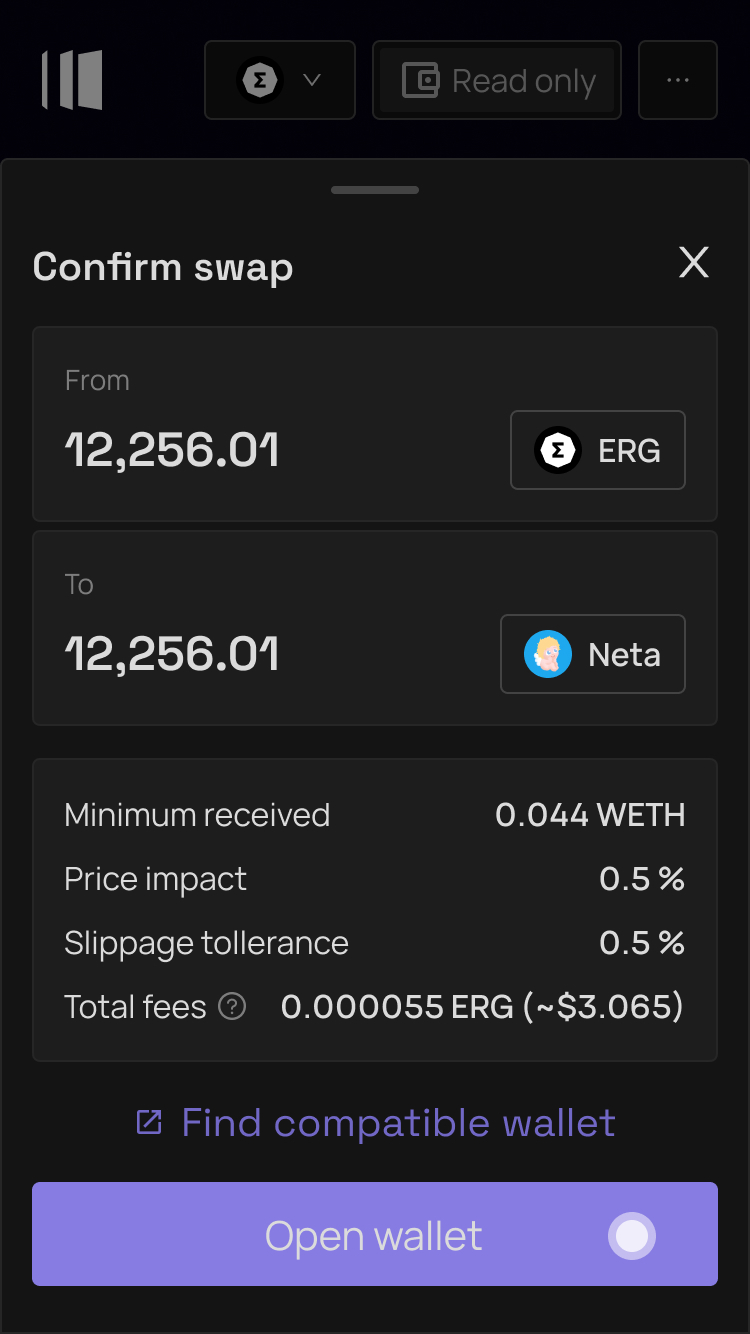 Σ Read only ...
Confirm swap X
From
12,256.01 Σ ERG
To
12,256.01 Neta
Minimum received 0.044 WETH
Price impact 0.5 %
Slippage tollerance 0.5 %
Total fees ? 0.000055 ERG (~$3.065)
Find compatible wallet
Open wallet